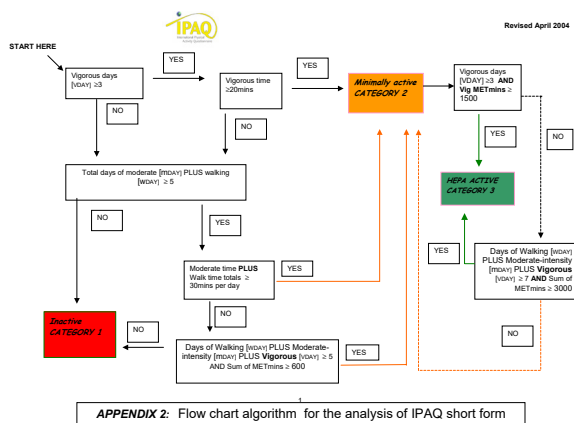 IPAQ
Revised April 2004
START HERE
Vigorous days
[VDAY] ≥3
YES
Vigorous time
≥20mins
YES
Minimally active
CATEGORY 2
Vigorous days
[VDAY] ≥3 AND
Vig METmins ≥
1500
NO
NO
YES
NO
Total days of moderate [MDAY] PLUS walking
[WDAY] ≥ 5
HEPA ACTIVE
CATEGORY 3
NO
YES
YES
Days of Walking [WDAY]
PLUS Moderate-intensity
[MDAY] PLUS Vigorous
[VDAY] ≥ 7 AND Sum of
METmins ≥ 3000
Moderate time PLUS
Walk time totals ≥
30mins per day
YES
Inactive
CATEGORY 1
NO
NO
NO
Days of Walking [WDAY] PLUS Moderate-
intensity [MDAY] PLUS Vigorous [VDAY] ≥ 5
AND Sum of METmins ≥ 600
YES
1
APPENDIX 2: Flow chart algorithm for the analysis of IPAQ short form